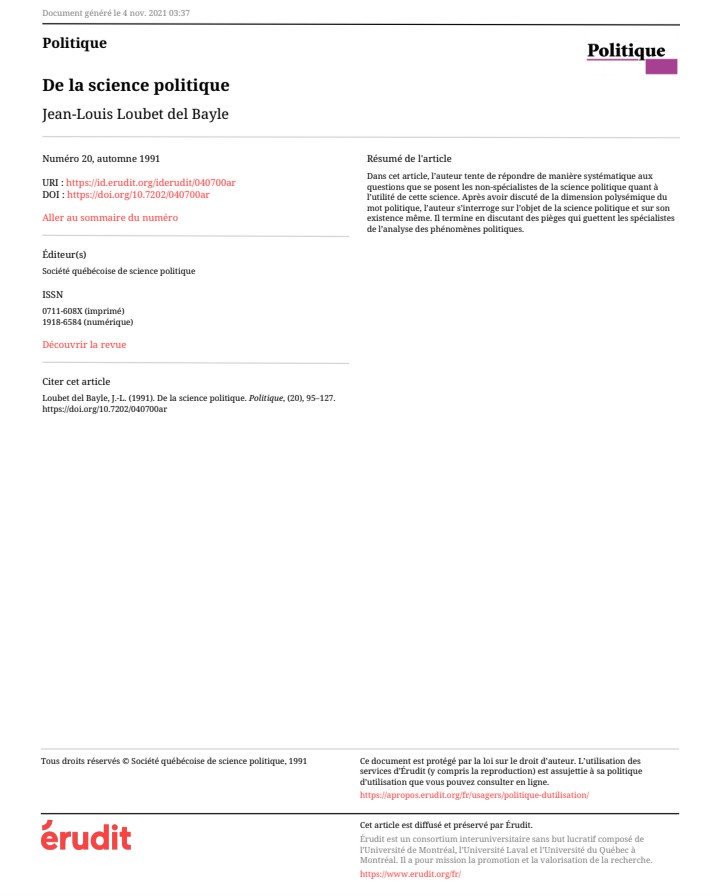 Document généré le 4 nov. 2021 03:37
Politique
Politique
De la science politique
Jean-Louis Loubet del Bayle
Numéro 20, automne 1991
URI : https://id.erudit.org/iderudit/040700ar
DOI : https://doi.org/10.7202/040700ar
Aller au sommaire du numéro
Éditeur(s)
Société québécoise de science politique
ISSN
0711-608X (imprimé)
1918-6584 (numérique)
Découvrir la revue
Citer cet article
Loubet del Bayle, J.-L. (1991). De la science politique. Politique, (20), 95–127.
https://doi.org/10.7202/040700ar
Résumé de l'article
Dans cet article, l'auteur tente de répondre de manière systématique aux
questions que se posent les non-spécialistes de la science politique quant à
l'utilité de cette science. Après avoir discuté de la dimension polysémique du
mot politique, l'auteur s'interroge sur l'objet de la science politique et sur son
existence même. Il termine en discutant des pièges qui guettent les spécialistes
de l'analyse des phénomènes politiques.
Tous droits réservés © Société québécoise de science politique, 1991
Ce document est protégé par la loi sur le droit d'auteur. L'utilisation des
services d'Érudit (y compris la reproduction) est assujettie à sa politique
d'utilisation que vous pouvez consulter en ligne.
https://apropos.erudit.org/fr/usagers/politique-dutilisation/
érudit
Cet article est diffusé et préservé par Érudit.
Érudit est un consortium interuniversitaire sans but lucratif composé de
l'Université de Montréal, l'Université Laval et l'Université du Québec à
Montréal. Il a pour mission la promotion et la valorisation de la recherche.
https://www.erudit.org/fr/